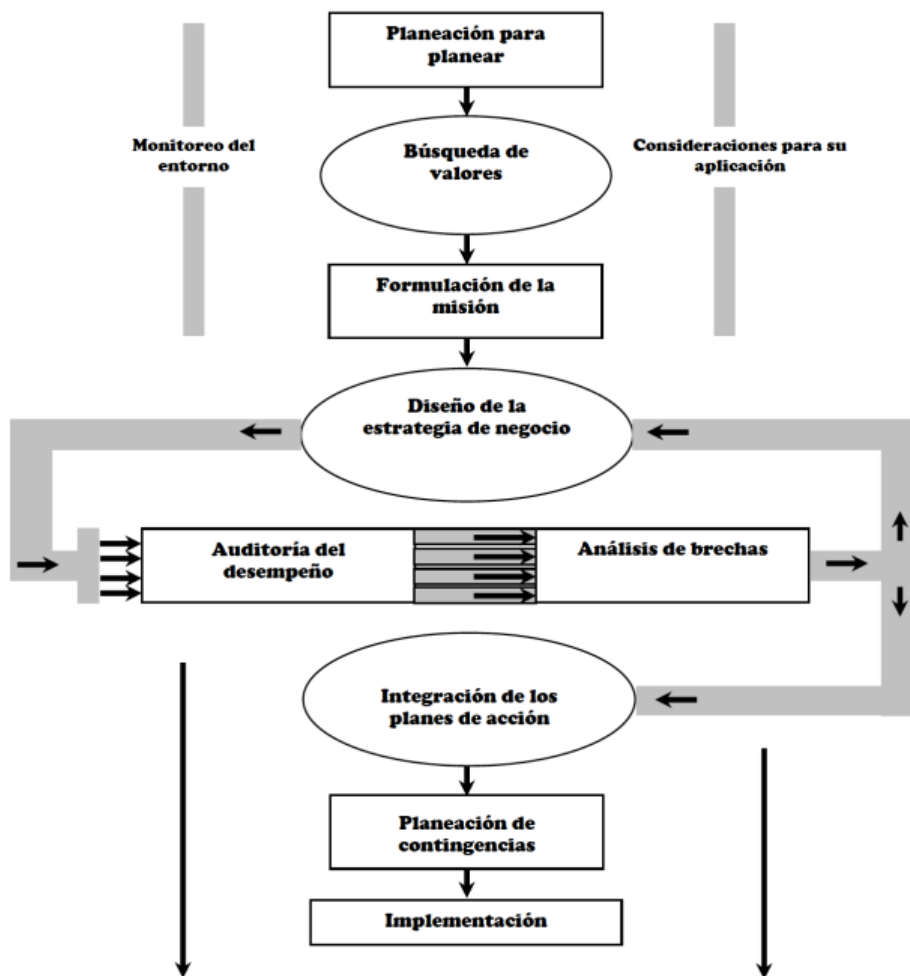 Planeación para
planear
Monitoreo del
entorno
Búsqueda de
valores
Consideraciones para su
aplicación
Formulación de la
misión
Diseño de la
estrategia de negocio
Auditoría del
desempeño
Análisis de brechas
Integración de los
planes de acción
Planeación de
contingencias
Implementación